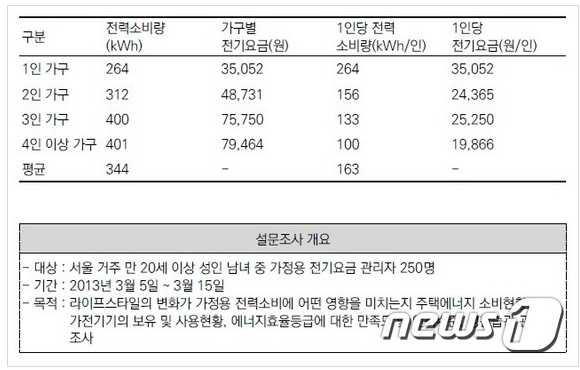 구분 전력소비량 (kWh) 가구별 전기요금(원) 1인당 전력 소비량(kWh/인) 1인당 전기요금(원/인)
1인 가구 264 35,052 264 35,052
2인 가구 312 48,731 156 24,365
3인 가구 400 75,750 133 25,250
4인 이상 가구 401 79,464 100 19,866
평균 344 – 163 –
설문조사 개요
- 대상 : 서울 거주 만 20세 이상 성인 남녀 중 가정용 전기요금 관리자 250명
- 기간 : 2013년 3월 5일 ~ 3월 15일
- 목적 : 라이프스타일의 변화가 가정용 전력소비에 어떤 영향을 미치는지 주택에너지 소비현황
가전기기의 보유 및 사용현황, 에너지효율등급에 대한
조사
news1